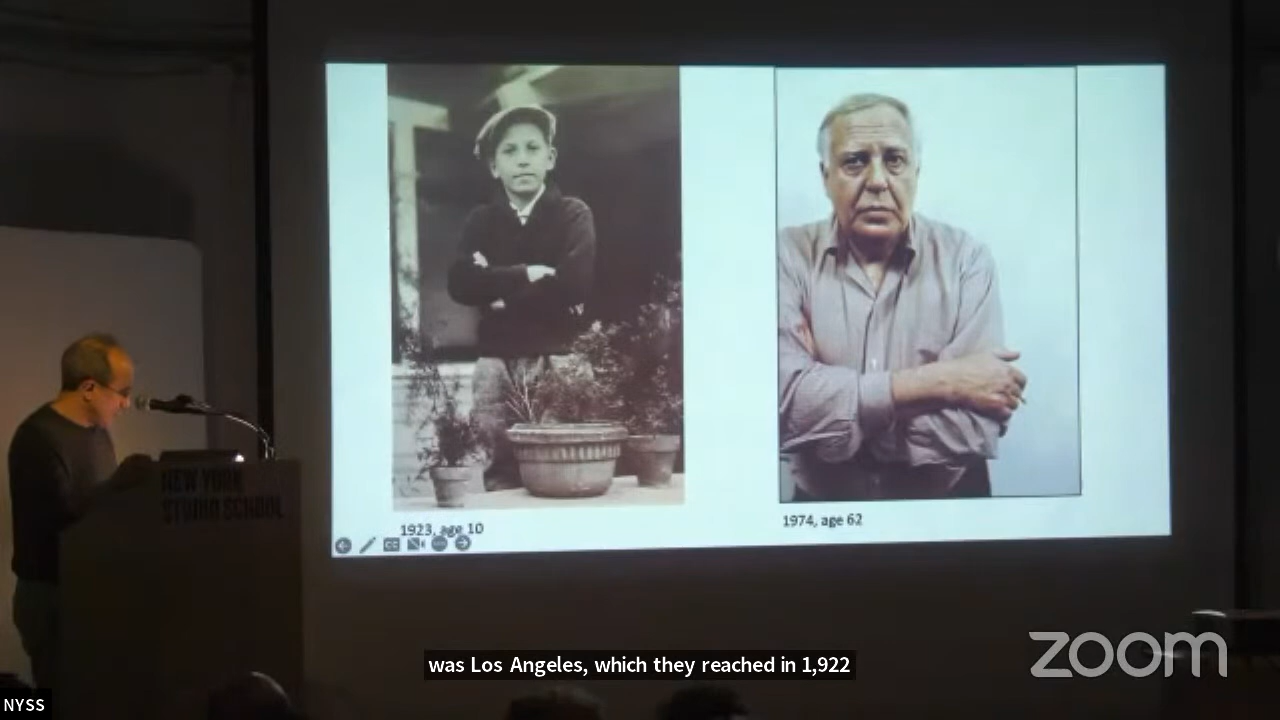 1923, age 10
1974, age 62
NEW YORK
STUDIO SCHOOL
was Los Angeles, which they reached in 1,922
zoom
NYSS